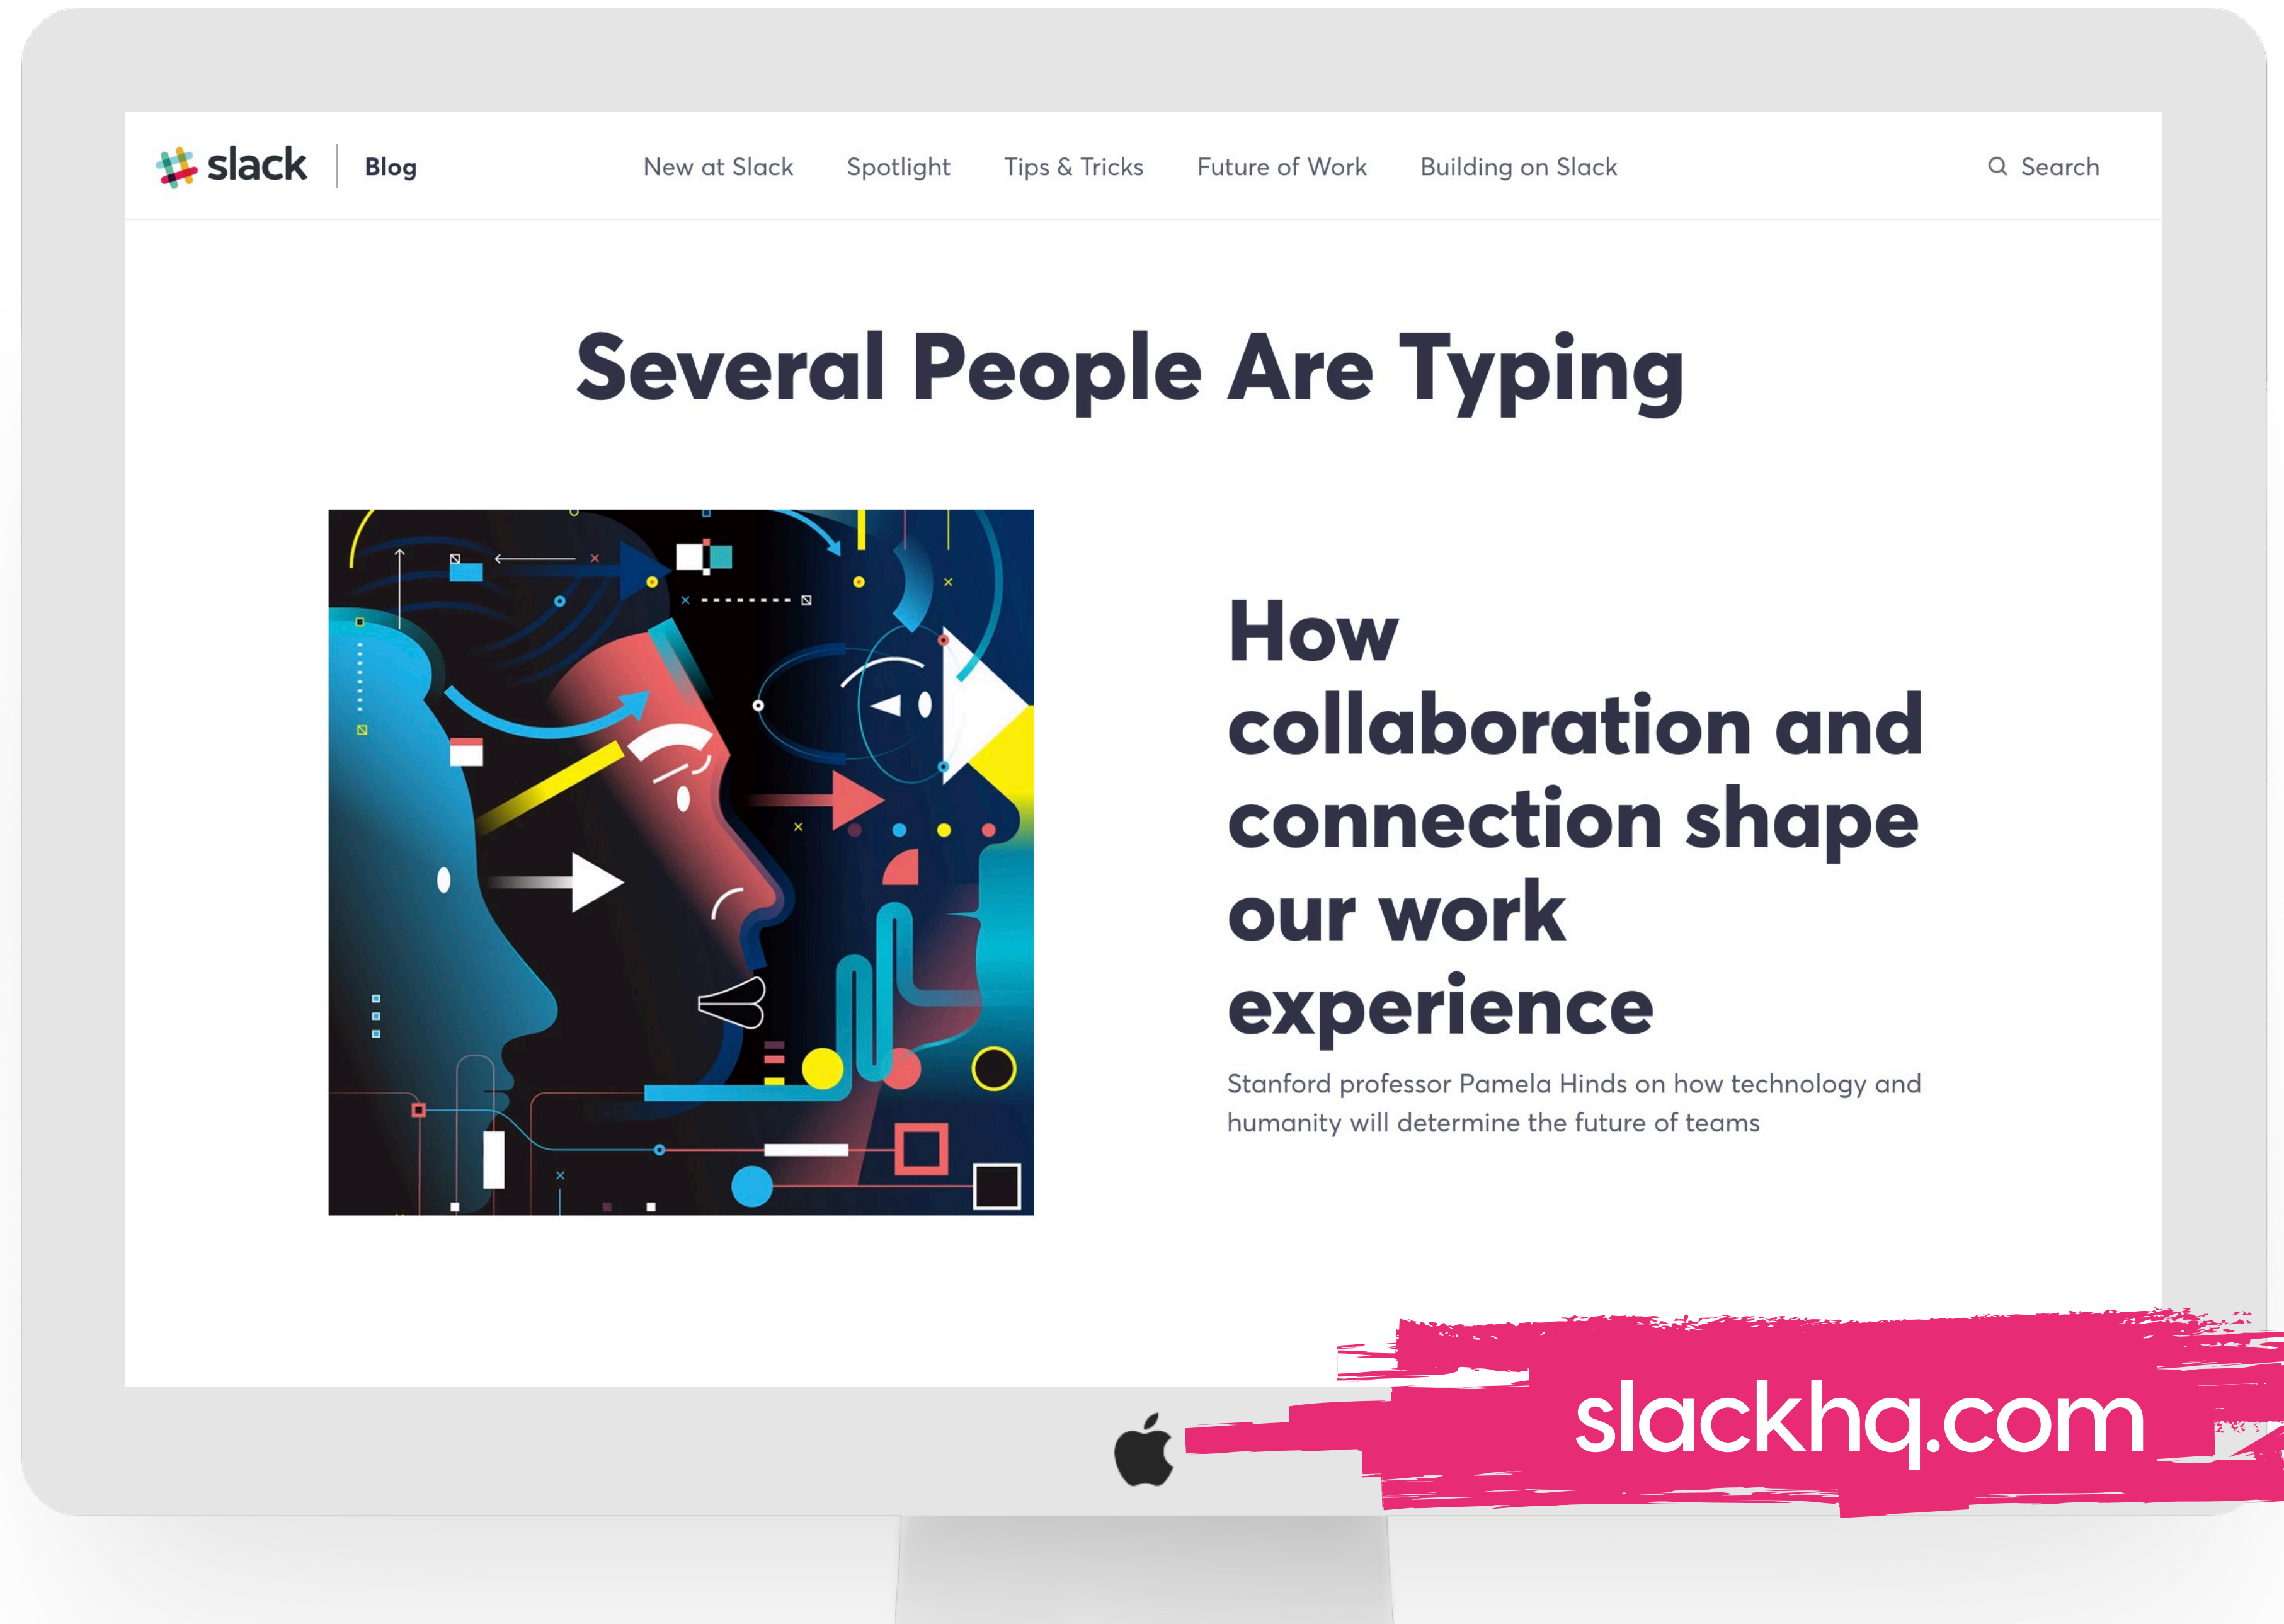 slack | Blog New at Slack Spotlight Tips & Tricks Future of Work Building on Slack Search
Several People Are Typing
How
collaboration and
connection shape
our work
experience
Stanford professor Pamela Hinds on how technology and
humanity will determine the future of teams
slackhq.com